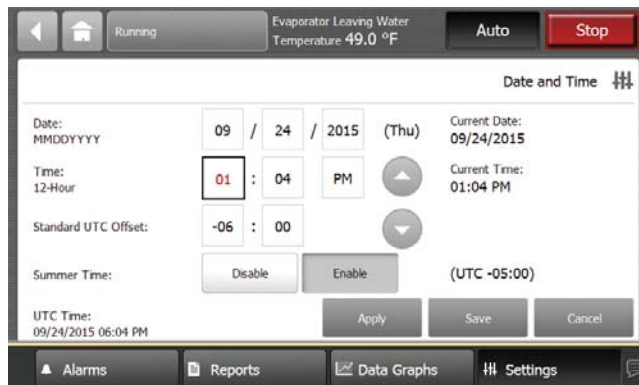 Running
Evaporator Leaving Water
Temperature 49.0 °F
Auto
Stop
Date and Time
Date:
MMDDYYYY
09 / 24 / 2015 (Thu)
Current Date:
09/24/2015
Time:
12-Hour
01 : 04 PM
Current Time:
01:04 PM
Standard UTC Offset:
-06 : 00
Summer Time:
Disable
Enable
(UTC -05:00)
UTC Time:
09/24/2015 06:04 PM
Apply
Save
Cancel
Alarms
Reports
Data Graphs
Settings